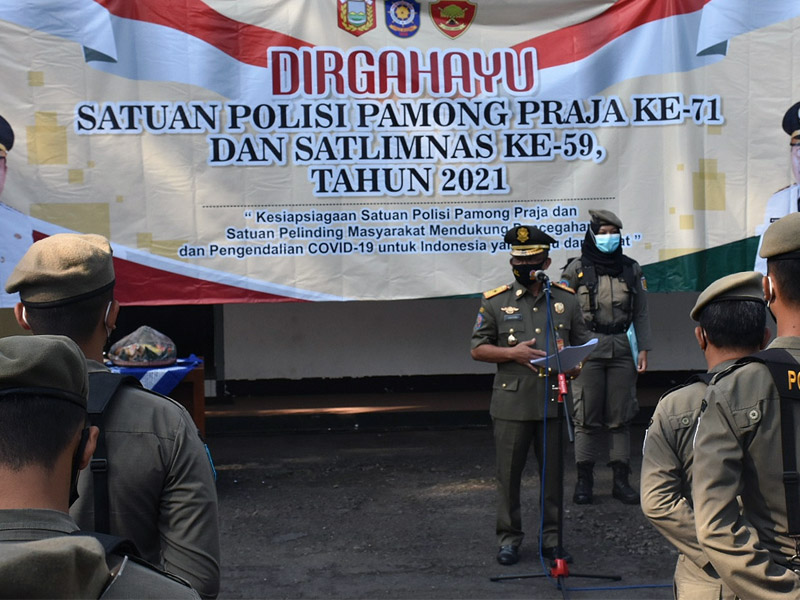 DIRGAHAYU
SATUAN POLISI PAMONG PRAJA KE-71
DAN SATLIMNAS KE-59,
TAHUN 2021
“ Kesiapsiagaan Satuan Polisi Pamong Praja dan
Satuan Pelinding Masyarakat Mendukung
dan Pengendalian COVID-19 untuk Indonesia